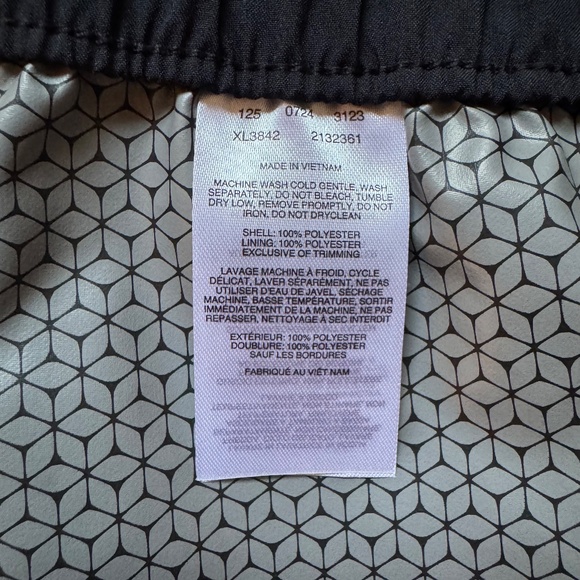 125 0724 3123
XL3842 2132361
MADE IN VIETNAM
MACHINE WASH COLD GENTLE, WASH
SEPARATELY, DO NOT BLEACH, TUMBLE
DRY LOW, REMOVE PROMPTLY, DO NOT
IRON, DO NOT DRYCLEAN
SHELL: 100% POLYESTER
LINING: 100% POLYESTER
EXCLUSIVE OF TRIMMING
LAVAGE MACHINE À FROID, CYCLE
DÉLICAT, LAVER SÉPARÉMENT, NE PAS
UTILISER D'EAU DE JAVEL, SÉCHAGE
MACHINE, BASSE TEMPÉRATURE, SORTIR
IMMÉDIATEMENT DE LA MACHINE, NE PAS
REPASSER, NETTOYAGE À SEC INTERDIT
EXTÉRIEUR: 100% POLYESTER
DOUBLURE: 100% POLYESTER
SAUF LES BORDURES
FABRIQUÉ AU VIÊT NAM